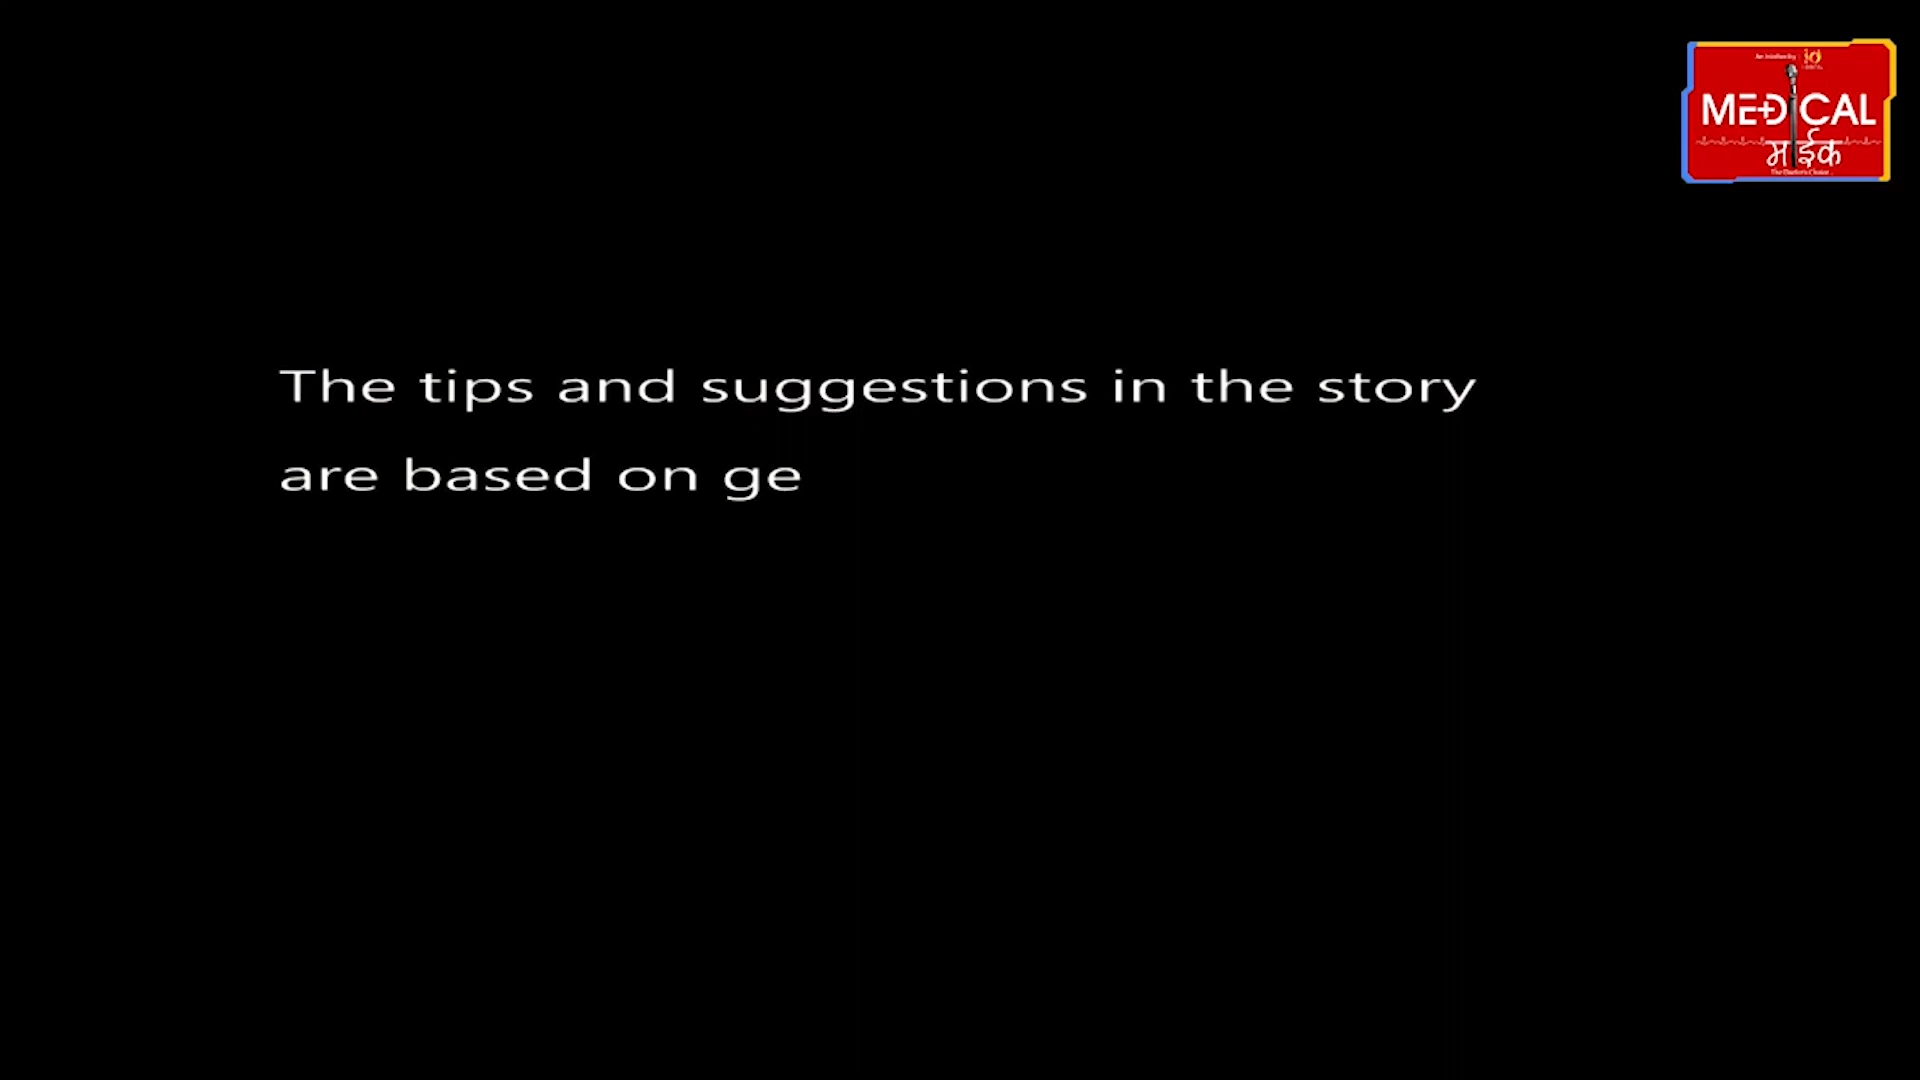 MEDICAL
माईक
The tips and suggestions in the story
are based on ge